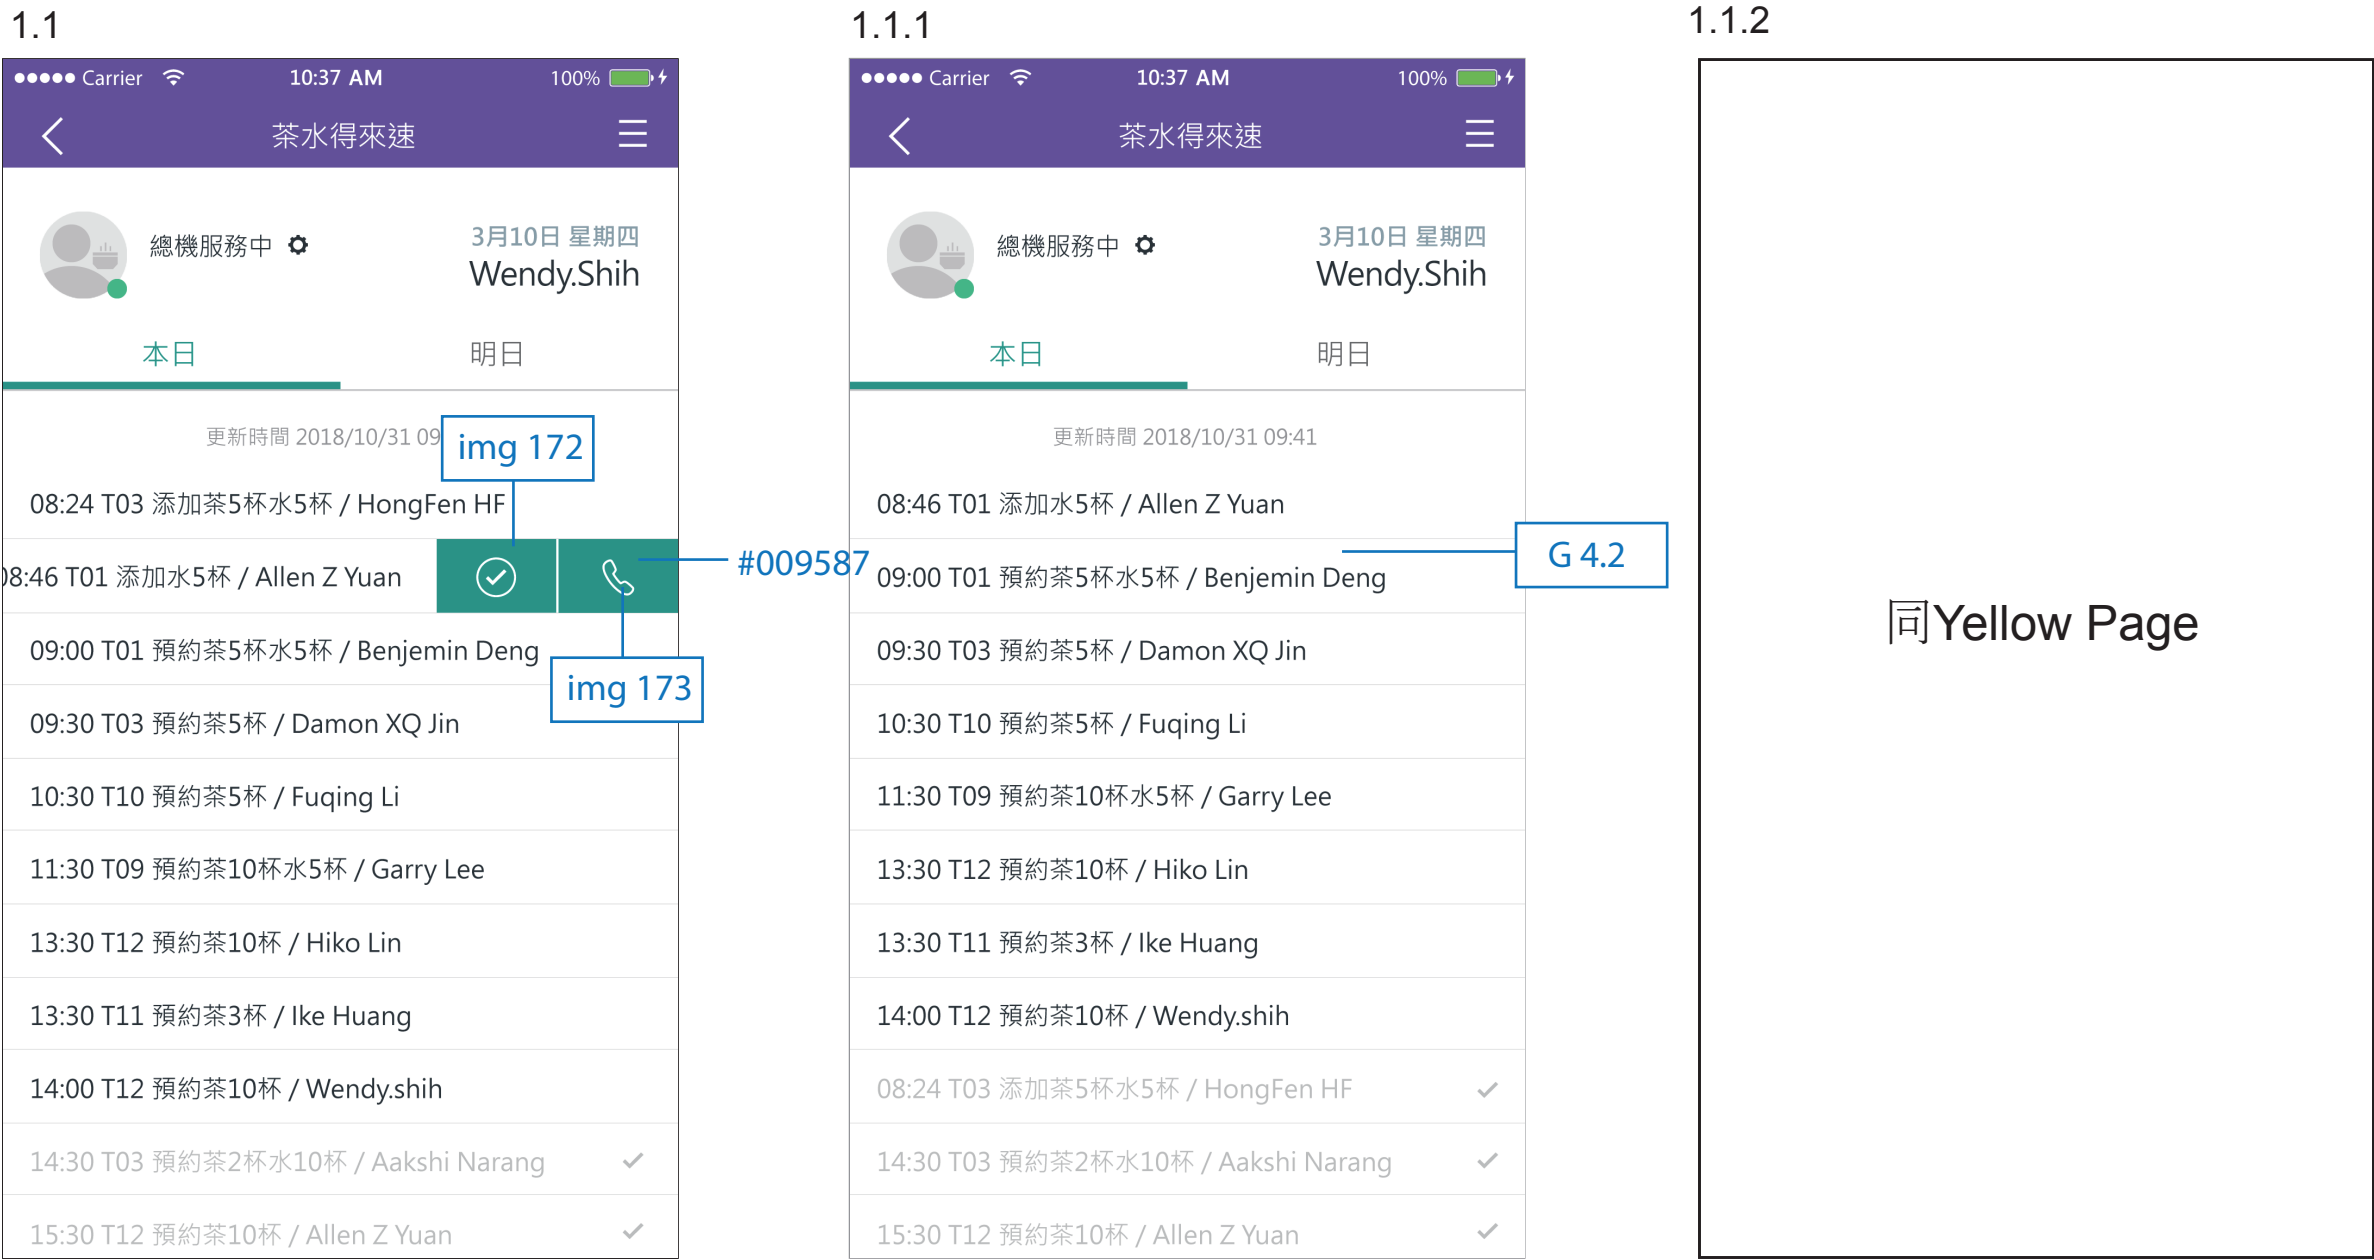 1.1
Carrier 10:37 AM 100%
茶水得來速
總機服務中
3月10日 星期四
Wendy.Shih
本日 明日
更新時間 2018/10/31 09
img 172
08:24 T03 添加茶5杯水5杯 / HongFen HF
8:46 T01 添加水5杯 / Allen Z Yuan
#009587
09:00 T01 預約茶5杯水5杯 / Benjemin Deng
img 173
09:30 T03 預約茶5杯 / Damon XQ Jin
10:30 T10 預約茶5杯 / Fuqing Li
11:30 T09 預約茶10杯水5杯 / Garry Lee
13:30 T12 預約茶10杯 / Hiko Lin
13:30 T11 預約茶3杯 / Ike Huang
14:00 T12 預約茶10杯 / Wendy.shih
14:30 T03 預約茶2杯水10杯 / Aakshi Narang
15:30 T12 預約茶10杯 / Allen Z Yuan
1.1.1
Carrier 10:37 AM 100%
茶水得來速
總機服務中
3月10日 星期四
Wendy.Shih
本日 明日
更新時間 2018/10/31 09:41
08:46 T01 添加水5杯 / Allen Z Yuan
G 4.2
09:00 T01 預約茶5杯水5杯 / Benjemin Deng
09:30 T03 預約茶5杯 / Damon XQ Jin
10:30 T10 預約茶5杯 / Fuqing Li
11:30 T09 預約茶10杯水5杯 / Garry Lee
13:30 T12 預約茶10杯 / Hiko Lin
13:30 T11 預約茶3杯 / Ike Huang
14:00 T12 預約茶10杯 / Wendy.shih
08:24 T03 添加茶5杯水5杯 / HongFen HF
14:30 T03 預約茶2杯水10杯 / Aakshi Narang
15:30 T12 預約茶10杯 / Allen Z Yuan
1.1.2
同Yellow Page